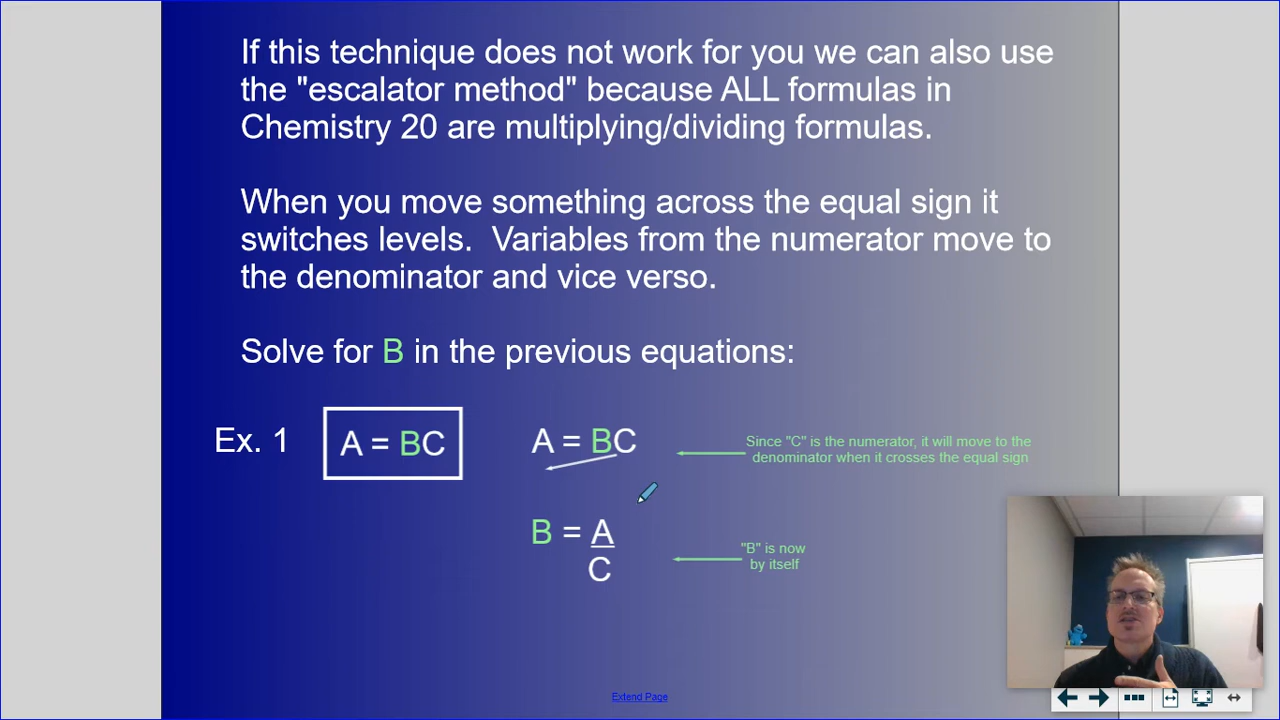 If this technique does not work for you we can also use
the "escalator method" because ALL formulas in
Chemistry 20 are multiplying/dividing formulas.
When you move something across the equal sign it
switches levels.  Variables from the numerator move to
the denominator and vice verso.
Solve for B in the previous equations:
Ex. 1
A = BC
A = BC
Since "C" is the numerator, it will move to the
denominator when it crosses the equal sign
B = A
C
"B" is now
by itself
Extend Page